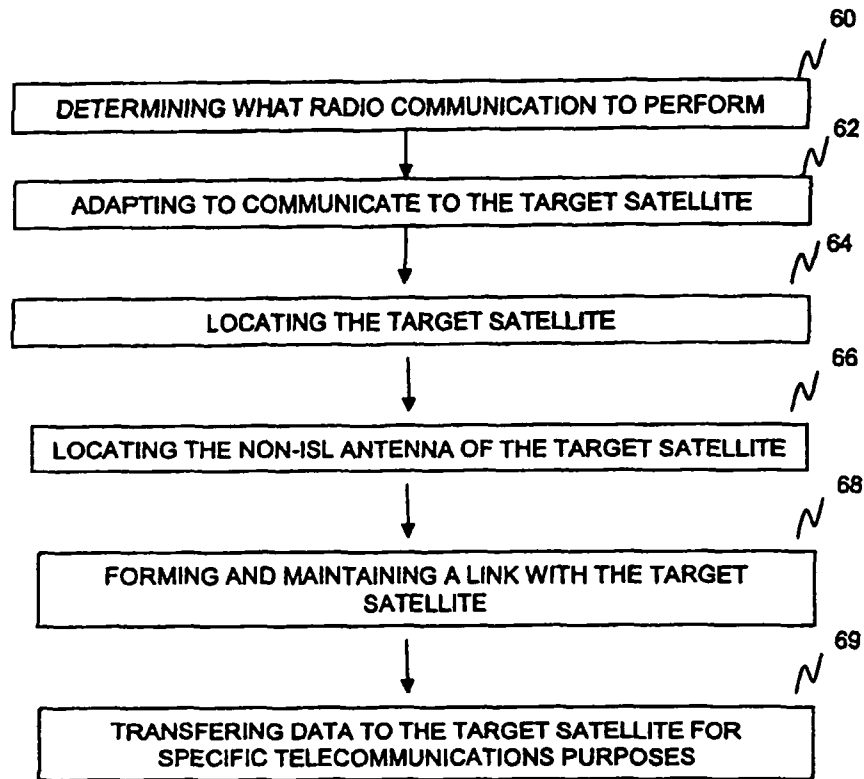 60
DETERMINING WHAT RADIO COMMUNICATION TO PERFORM
62
ADAPTING TO COMMUNICATE TO THE TARGET SATELLITE
64
LOCATING THE TARGET SATELLITE
66
LOCATING THE NON-ISL ANTENNA OF THE TARGET SATELLITE
68
FORMING AND MAINTAINING A LINK WITH THE TARGET
SATELLITE
69
TRANSFERING DATA TO THE TARGET SATELLITE FOR
SPECIFIC TELECOMMUNICATIONS PURPOSES